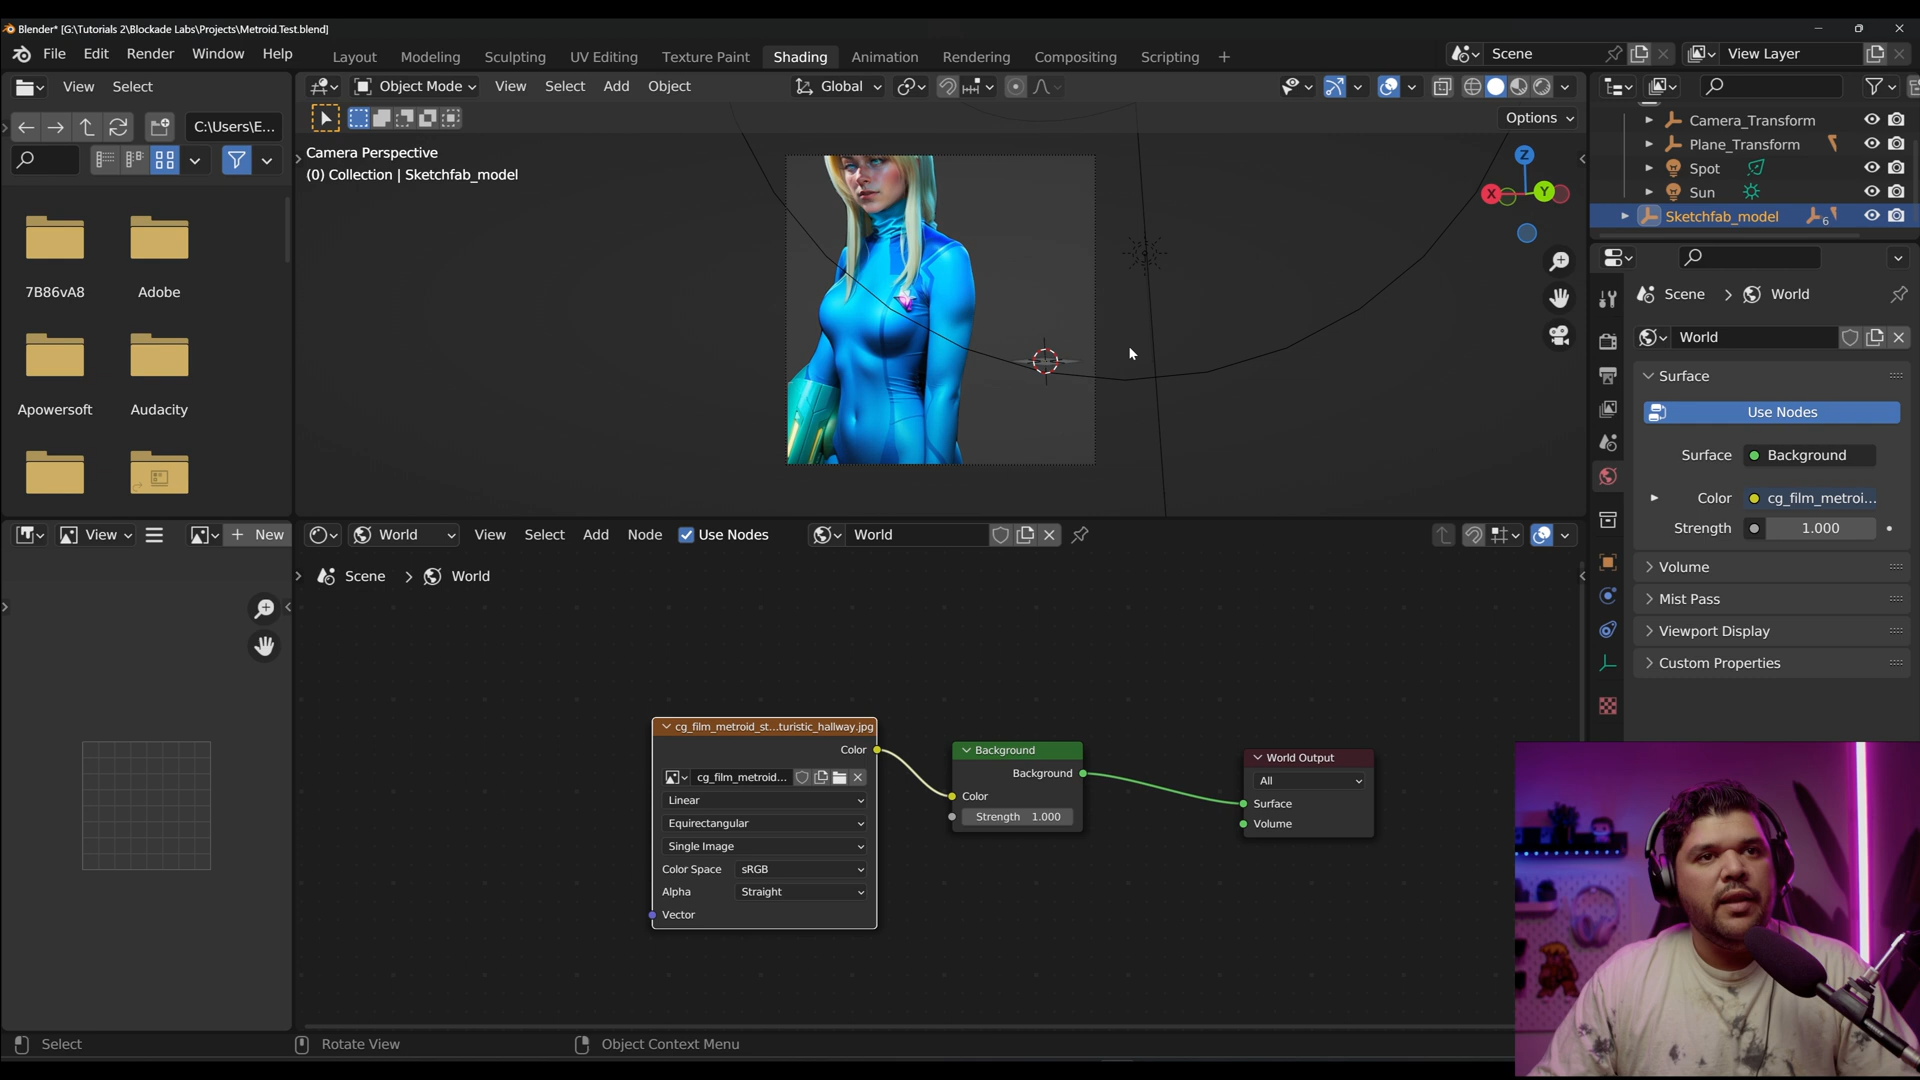 Blender* [G:\Tutorials 2\Blockade Labs\Projects\Metroid.Test.blend]
File Edit Render Window Help
Layout Modeling Sculpting UV Editing Texture Paint Shading Animation Rendering Compositing Scripting +
Scene
View Layer
View Select
Object Mode View Select Add Object
Global
C:\Users\E...
Options
Camera Perspective
(0) Collection | Sketchfab_model
Z
X
Y
7B86vA8
Adobe
Apowersoft
Audacity
Camera_Transform
Plane_Transform
Spot
Sun
Sketchfab_model
6
Scene > World
World
Surface
Use Nodes
Surface
Background
Color
cg_film_metroi...
Strength
1.000
Volume
Mist Pass
Viewport Display
Custom Properties
View
+ New
World View Select Add Node Use Nodes
World
Scene > World
cg_film_metroid_st...turistic_hallway.jpg
Color
cg_film_metroid...
Linear
Equirectangular
Single Image
Color Space
sRGB
Alpha
Straight
Vector
Background
Background
Color
Strength 1.000
World Output
All
Surface
Volume
Select
Rotate View
Object Context Menu